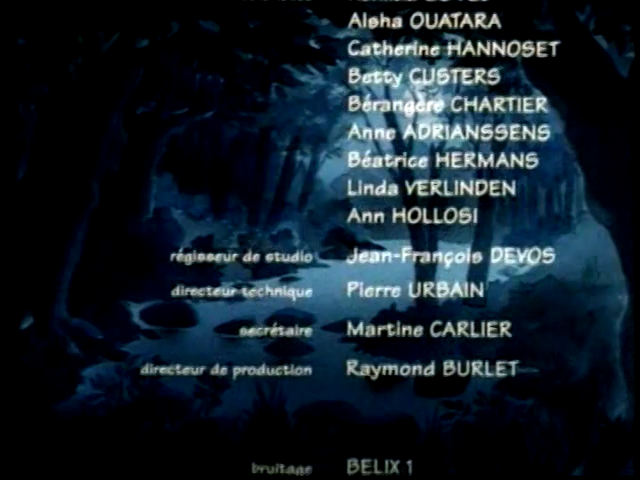 Alpha OUATARA
Catherine HANNOSET
Betty CUSTERS
Bérangère CHARTIER
Anne ADRIANSSENS
Béatrice HERMANS
Linda VERLINDEN
Ann HOLLOSI
régisseur de studio Jean-François DEVOS
directeur technique Pierre URBAIN
secrétaire Martine CARLIER
directeur de production Raymond BURLET
bruitage BELIX 1